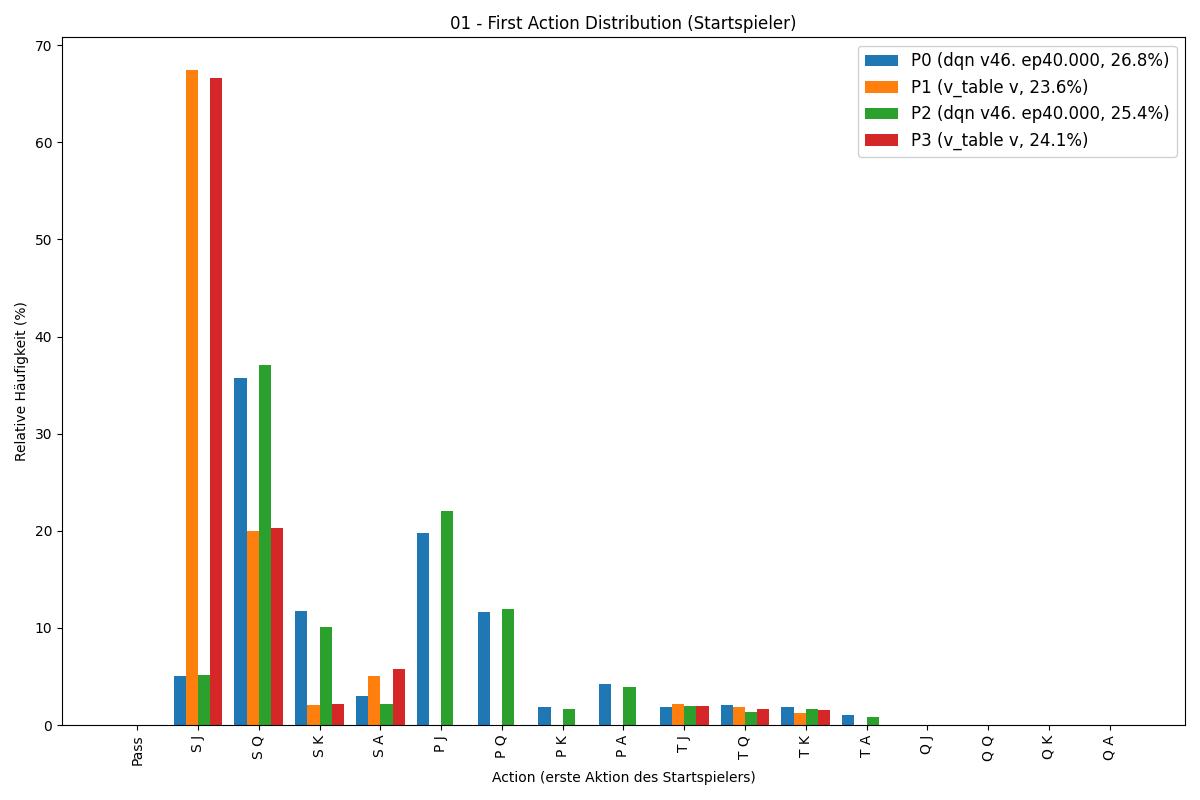 01 - First Action Distribution (Startspieler)
P0 (dqn v46. ep40.000, 26.8%)
P1 (v_table v, 23.6%)
P2 (dqn v46. ep40.000, 25.4%)
P3 (v_table v, 24.1%)
Relative Häufigkeit (%)
70
60
50
40
30
20
10
0
Pass
S J
S Q
S K
S A
P J
P Q
P K
P A
T J
T Q
T K
T A
Q J
Q Q
Q K
Q A
Action (erste Aktion des Startspielers)